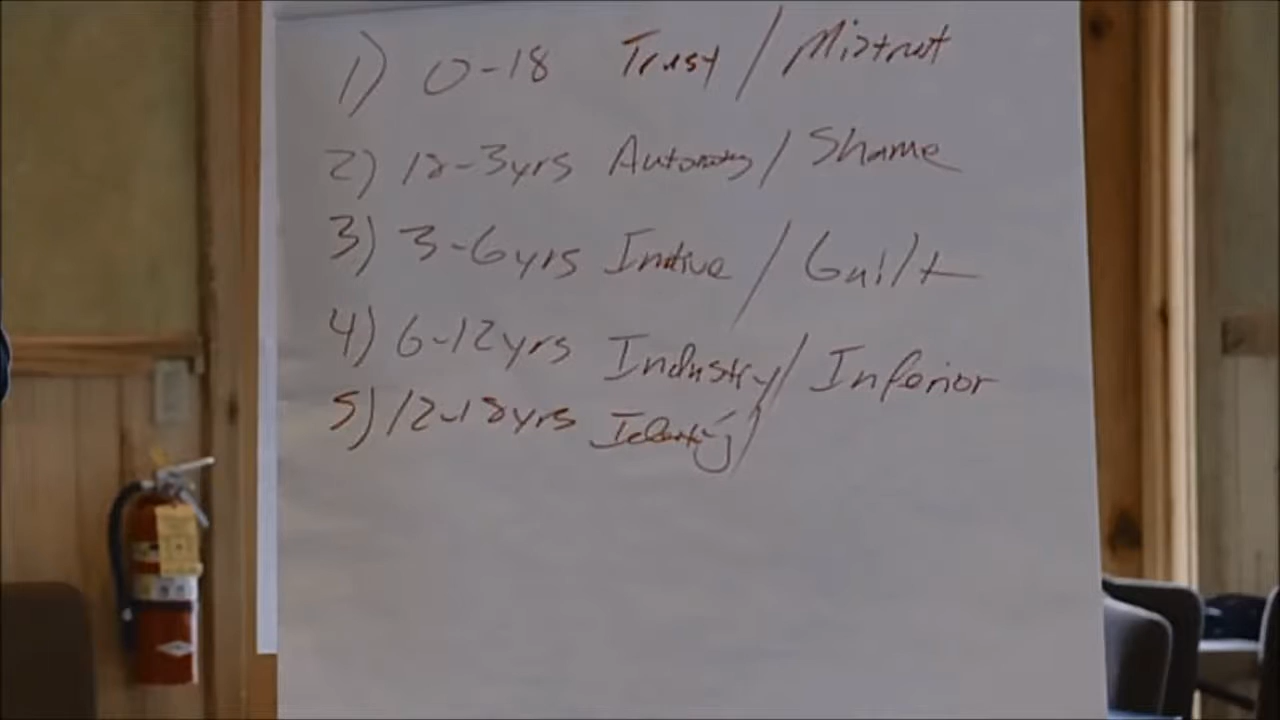 1) 0-18 Trust / Mistrust
2) 18-3yrs Autonomy / Shame
3) 3-6yrs Initive / Guilt
4) 6-12yrs Industry / Inferior
5) 12-18yrs Identity /